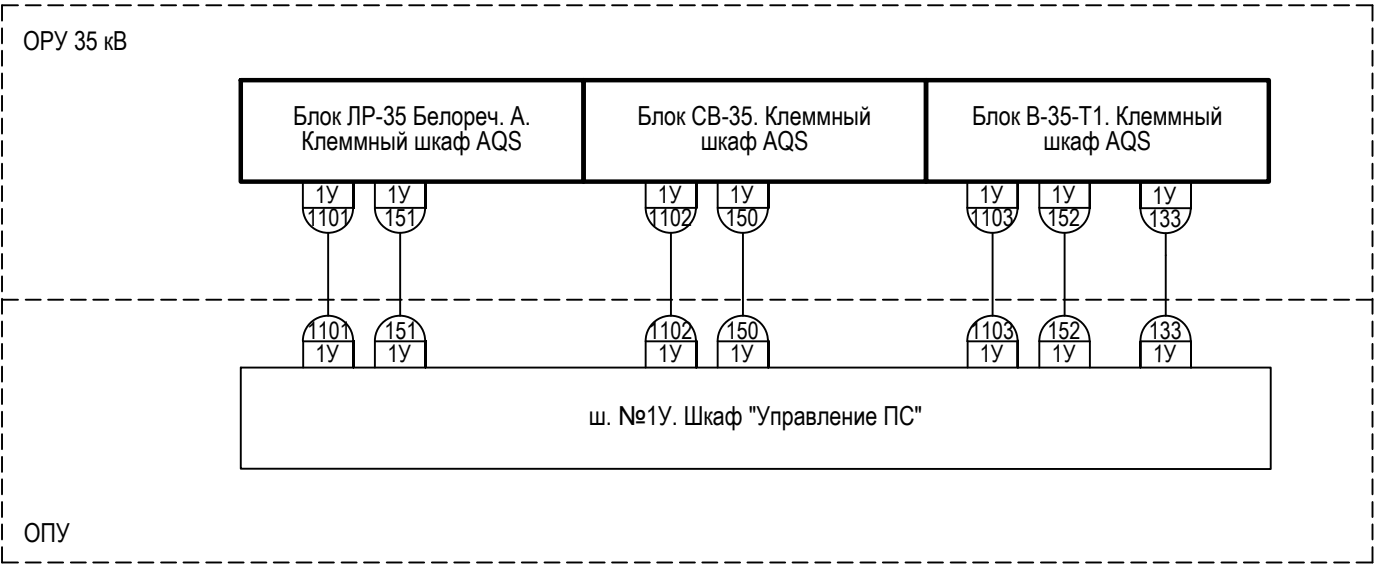 ОРУ 35 кВ
Блок ЛР-35 Белореч. А.
Клеммный шкаф AQS
Блок СВ-35. Клеммный
шкаф AQS
Блок В-35-Т1. Клеммный
шкаф AQS
1У 1У 1У 1У 1У 1У 1У
1101 151 1102 150 1103 152 133
1101 151 1102 150 1103 152 133
1У 1У 1У 1У 1У 1У 1У
ш. №1У. Шкаф "Управление ПС"
ОПУ